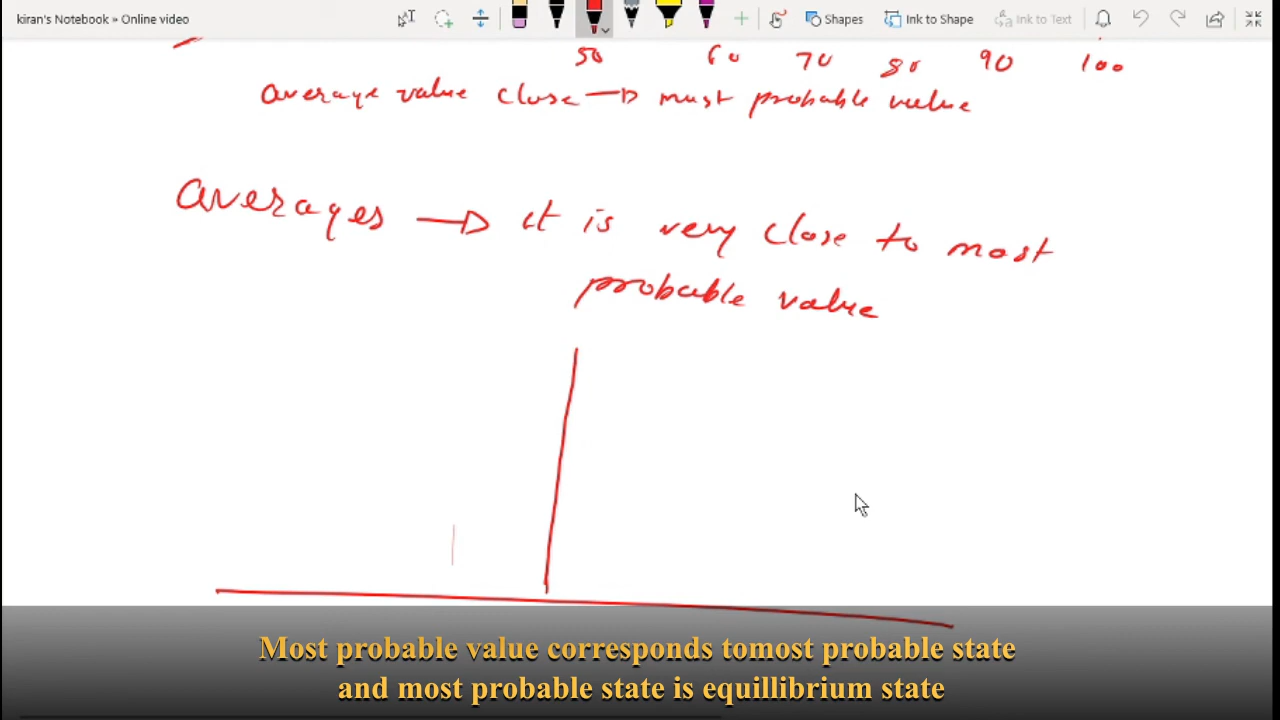 kiran's Notebook » Online video
Shapes
Ink to Shape
Ink to Text
50 60 70 80 90 100
average value close → most probable value
averages → it is very close to most
probable value
Most probable value corresponds tomost probable state
and most probable state is equillibrium state